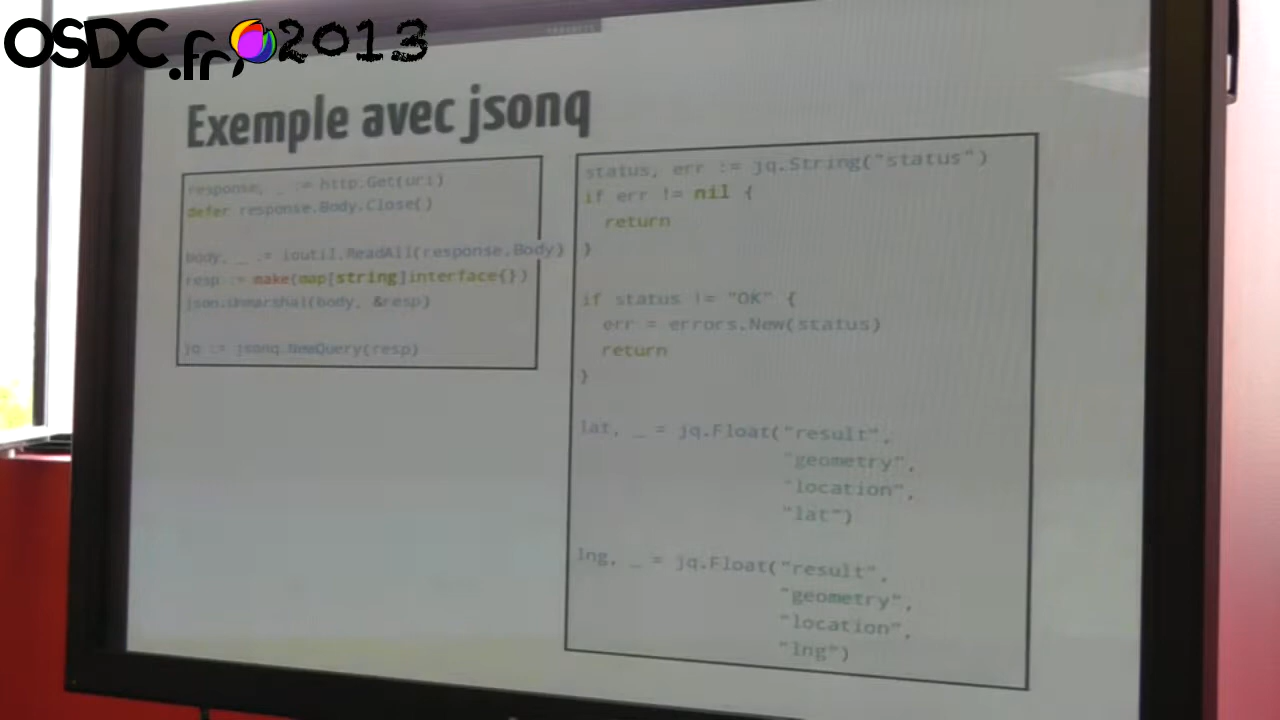 OSDC.fr 2013
Exemple avec jsonq
response, _ := http.Get(uri)
defer response.Body.Close()
body, _ := ioutil.ReadAll(response.Body)
resp := make(map[string]interface{})
json.Unmarshal(body, &resp)
jq := jsonq.NewQuery(resp)
status, err := jq.String("status")
if err != nil {
return
}
if status != "OK" {
err = errors.New(status)
return
}
lat, _ = jq.Float("result",
"geometry",
"location",
"lat")
lng, _ = jq.Float("result",
"geometry",
"location",
"lng")